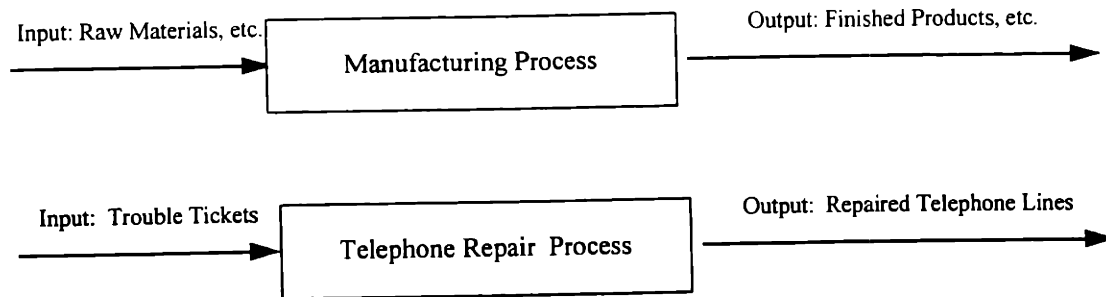 Input: Raw Materials, etc.
Manufacturing Process
Output: Finished Products, etc.
Input: Trouble Tickets
Telephone Repair Process
Output: Repaired Telephone Lines